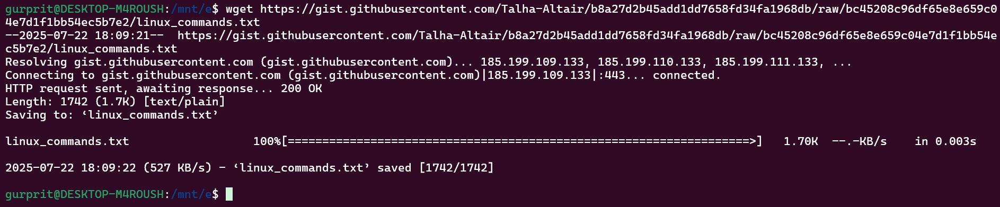 gurprit@DESKTOP-M4ROUSH:/mnt/e$ wget https://gist.githubusercontent.com/Talha-Altair/b8a27d2b45add1dd7658fd34fa1968db/raw/bc45208c96df65e8e659c0
4e7d1f1bb54ec5b7e2/linux_commands.txt
--2025-07-22 18:09:21--  https://gist.githubusercontent.com/Talha-Altair/b8a27d2b45add1dd7658fd34fa1968db/raw/bc45208c96df65e8e659c04e7d1f1bb54e
c5b7e2/linux_commands.txt
Resolving gist.githubusercontent.com (gist.githubusercontent.com)... 185.199.109.133, 185.199.110.133, 185.199.111.133, ...
Connecting to gist.githubusercontent.com (gist.githubusercontent.com)|185.199.109.133|:443... connected.
HTTP request sent, awaiting response... 200 OK
Length: 1742 (1.7K) [text/plain]
Saving to: ‘linux_commands.txt’
linux_commands.txt                  100%[===================================================================>]   1.70K  --.-KB/s    in 0.003s
2025-07-22 18:09:22 (527 KB/s) - ‘linux_commands.txt’ saved [1742/1742]
gurprit@DESKTOP-M4ROUSH:/mnt/e$